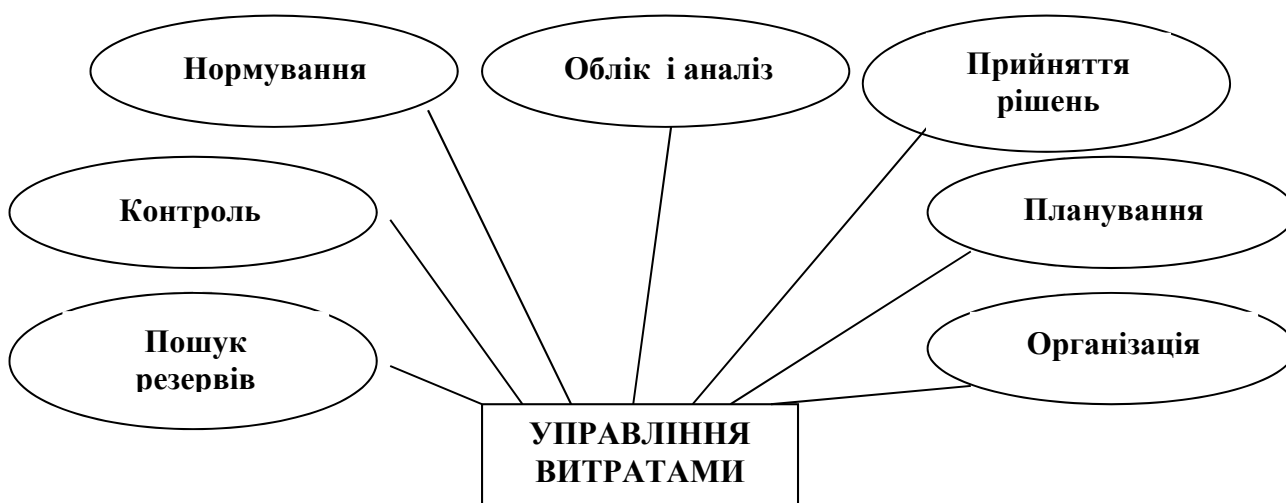 Нормування
Облік і аналіз
Прийняття
рішень
Контроль
Планування
Пошук
резервів
Організація
УПРАВЛІННЯ
ВИТРАТАМИ